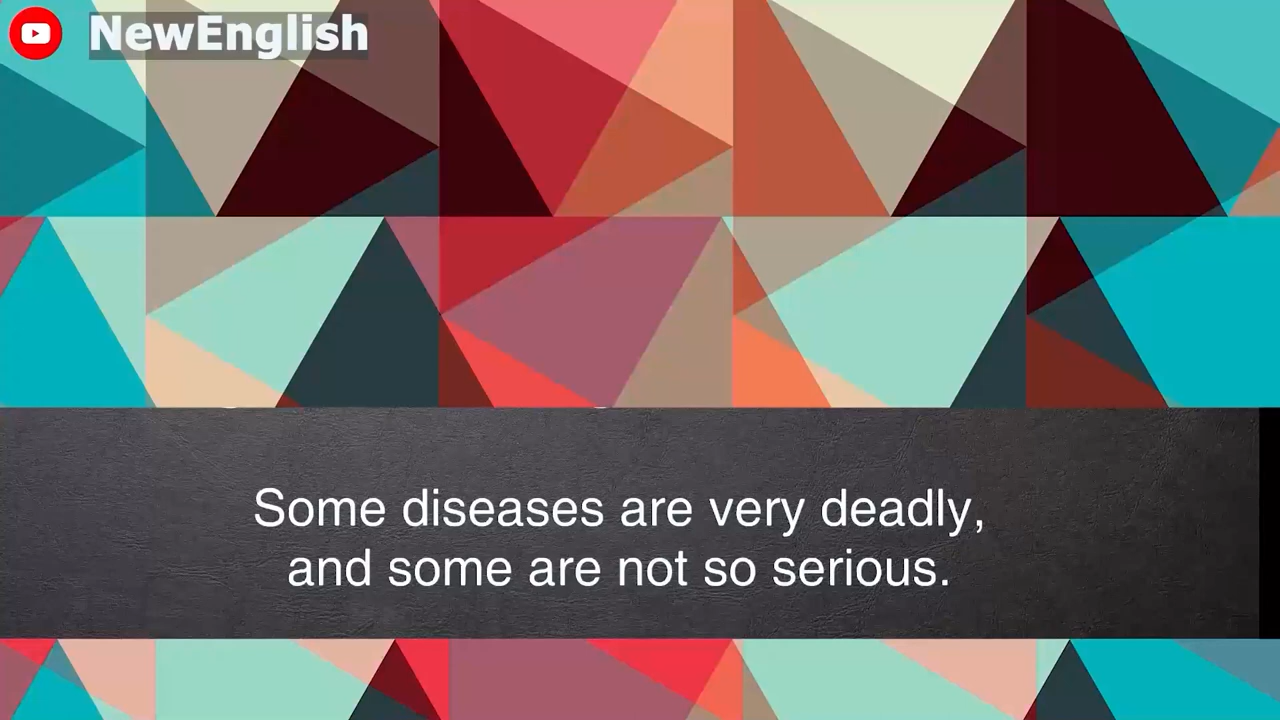 NewEnglish
Some diseases are very deadly,
and some are not so serious.